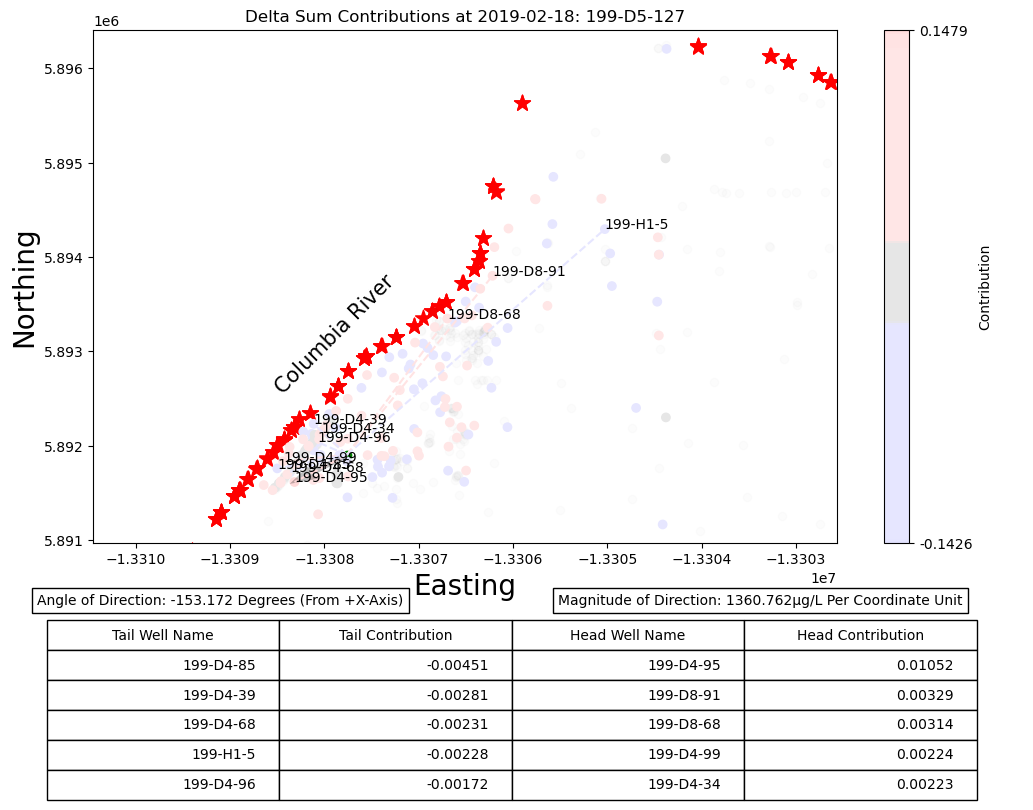 Delta Sum Contributions at 2019-02-18: 199-D5-127
1e6
0.1479
5.896
5.895
199-H1-5
5.894
199-D8-91
199-D8-68
5.893
Columbia River
Northing
Contribution
199-D4-39
199-D4-34
199-D4-96
5.892
199-D4-99
199-D4-85
199-D4-68
199-D4-95
5.891
-0.1426
−1.3310 −1.3309 −1.3308 −1.3307 −1.3306 −1.3305 −1.3304 −1.3303
1e7
Easting
Angle of Direction: -153.172 Degrees (From +X-Axis)
Magnitude of Direction: 1360.762μg/L Per Coordinate Unit
Tail Well Name Tail Contribution Head Well Name Head Contribution
199-D4-85 -0.00451 199-D4-95 0.01052
199-D4-39 -0.00281 199-D8-91 0.00329
199-D4-68 -0.00231 199-D8-68 0.00314
199-H1-5 -0.00228 199-D4-99 0.00224
199-D4-96 -0.00172 199-D4-34 0.00223